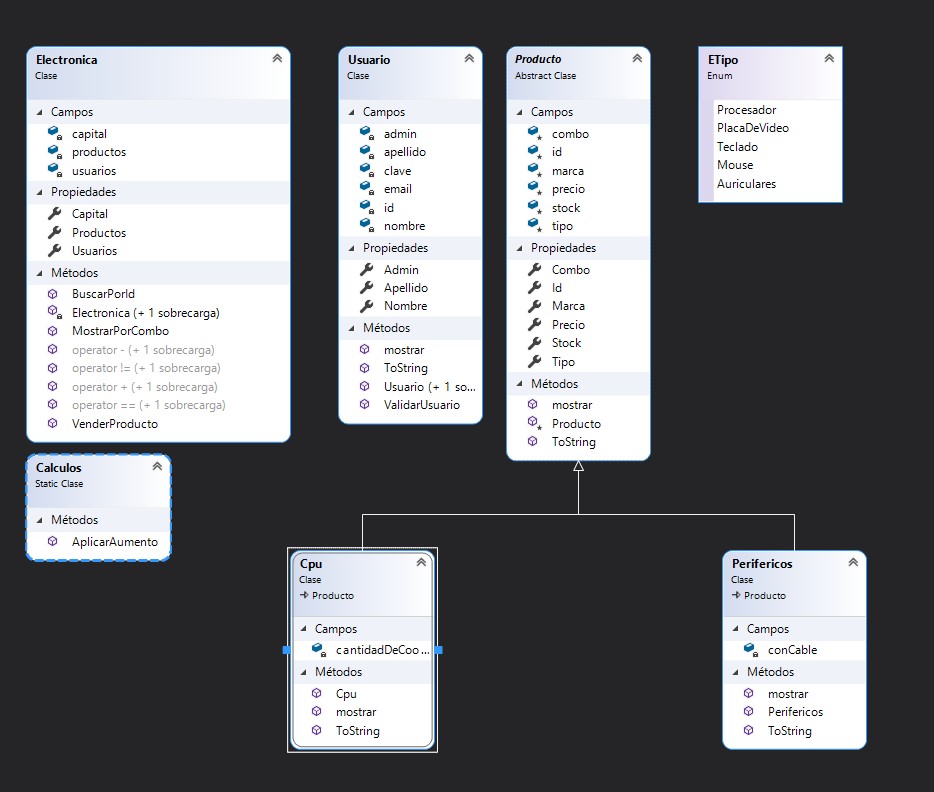 Electronica
Clase
Campos
capital
productos
usuarios
Propiedades
Capital
Productos
Usuarios
Métodos
BuscarPorId
Electronica (+ 1 sobrecarga)
MostrarPorCombo
operator - (+ 1 sobrecarga)
operator != (+ 1 sobrecarga)
operator + (+ 1 sobrecarga)
operator == (+ 1 sobrecarga)
VenderProducto
Usuario
Clase
Campos
admin
apellido
clave
email
id
nombre
Propiedades
Admin
Apellido
Nombre
Métodos
mostrar
ToString
Usuario (+ 1 so...
ValidarUsuario
Producto
Abstract Clase
Campos
combo
id
marca
precio
stock
tipo
Propiedades
Combo
Id
Marca
Precio
Stock
Tipo
Métodos
mostrar
Producto
ToString
ETipo
Enum
Procesador
PlacaDeVideo
Teclado
Mouse
Auriculares
Calculos
Static Clase
Métodos
AplicarAumento
Cpu
Clase
Producto
Campos
cantidadDeCoo...
Métodos
Cpu
mostrar
ToString
Perifericos
Clase
Producto
Campos
conCable
Métodos
mostrar
Perifericos
ToString